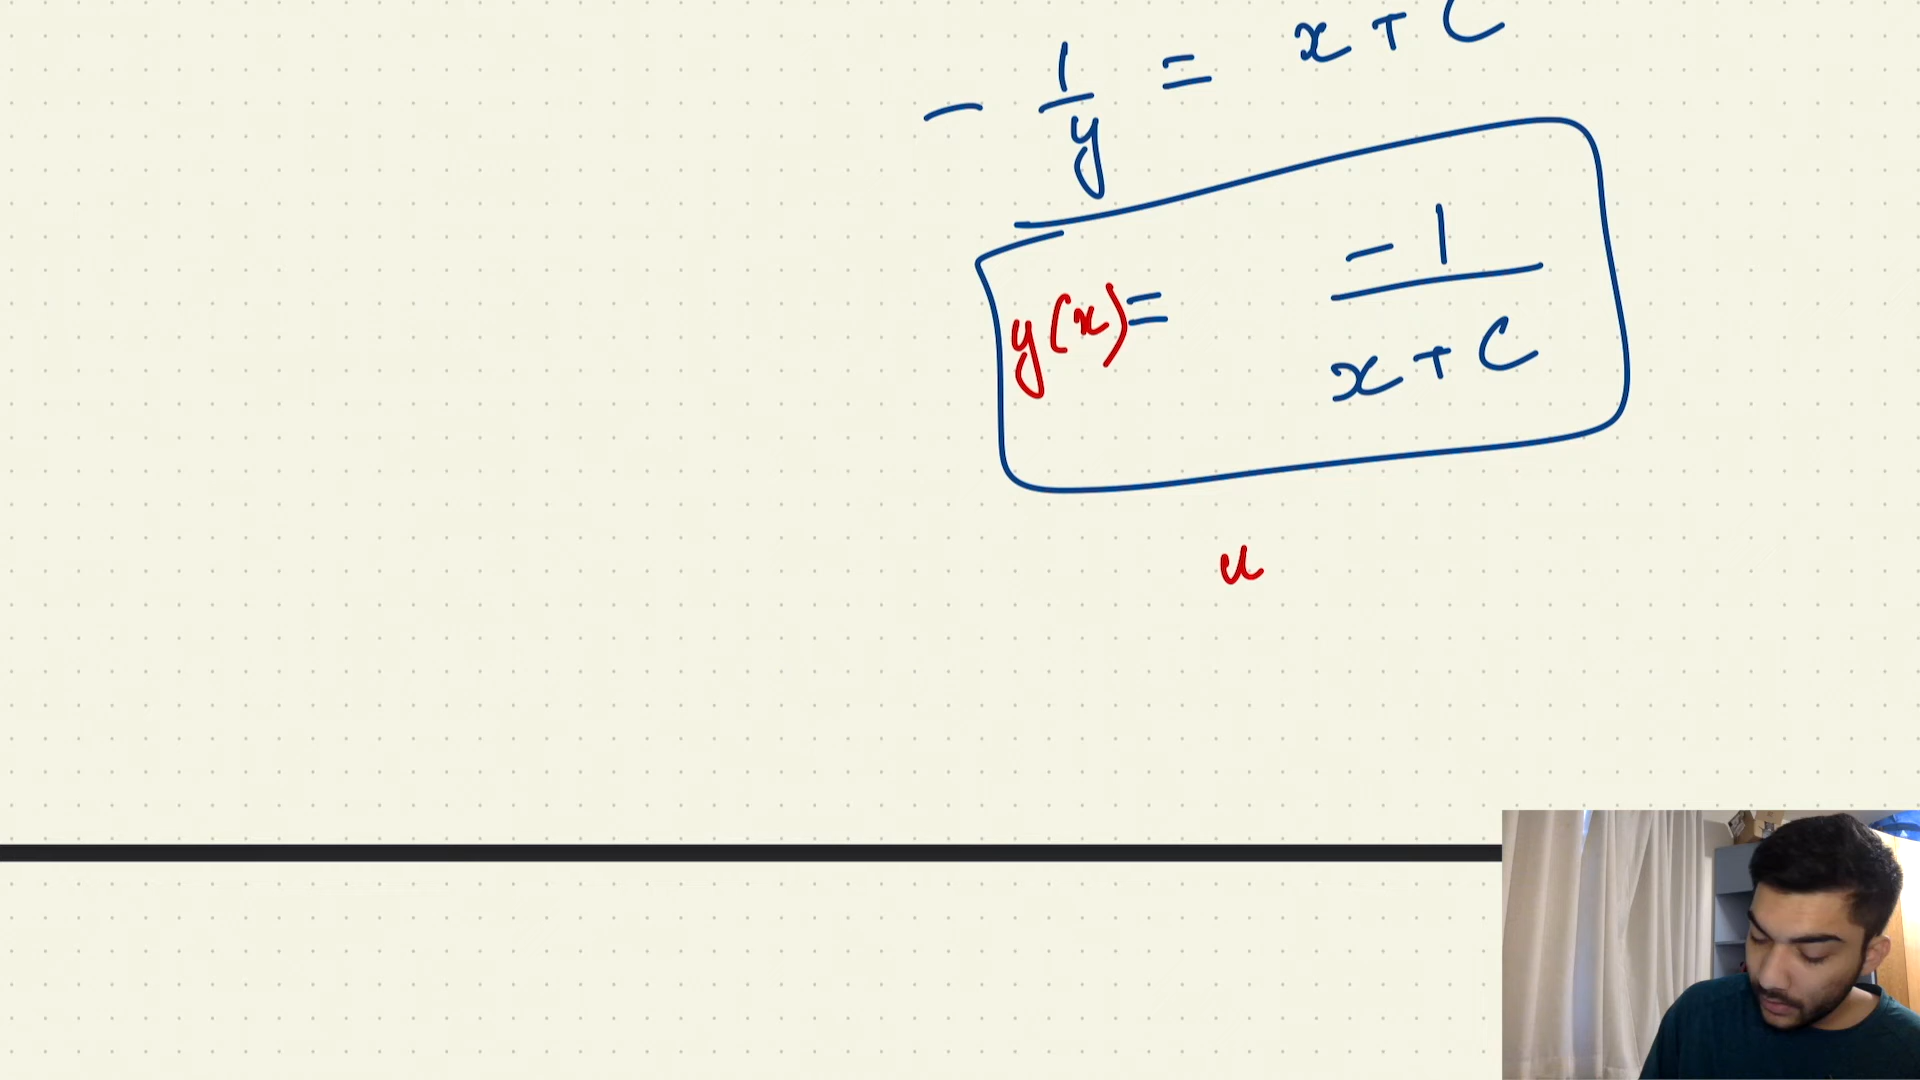 - 1/y = x + C
y(x) = -1/(x + C)
u